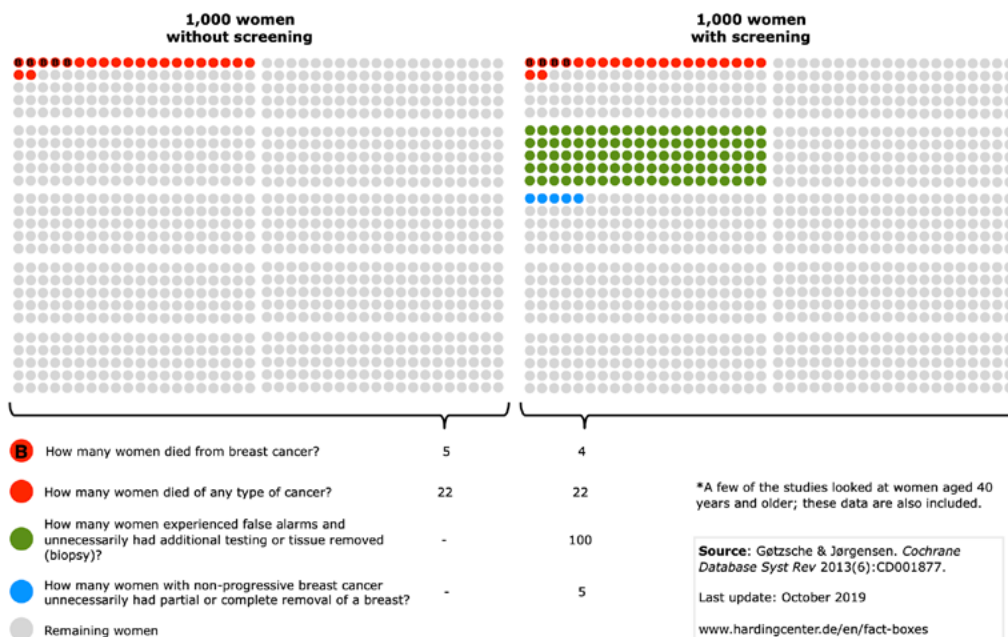 1,000 women
without screening
1,000 women
with screening
B B B B B
B B B B
B How many women died from breast cancer? 5 4
How many women died of any type of cancer? 22 22
How many women experienced false alarms and
unnecessarily had additional testing or tissue removed
(biopsy)? - 100
How many women with non-progressive breast cancer
unnecessarily had partial or complete removal of a breast? - 5
Remaining women
*A few of the studies looked at women aged 40
years and older; these data are also included.
Source: Gøtzsche & Jørgensen. Cochrane
Database Syst Rev 2013(6):CD001877.
Last update: October 2019
www.hardingcenter.de/en/fact-boxes